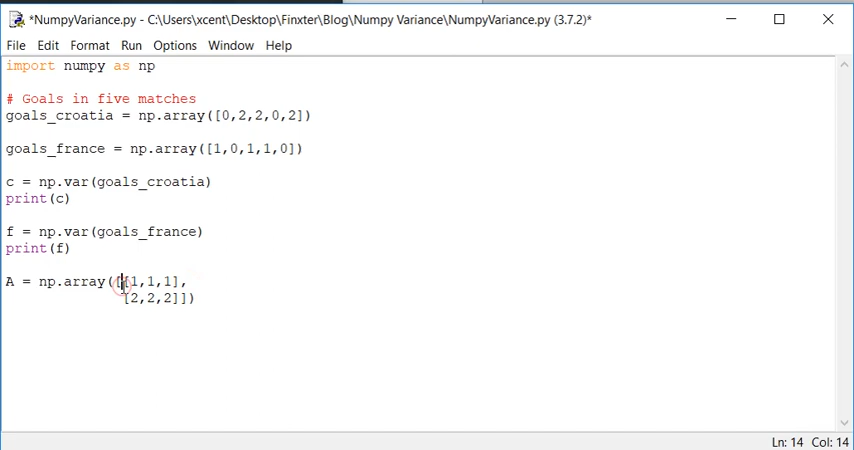 *NumpyVariance.py - C:\Users\xcent\Desktop\Finxter\Blog\Numpy Variance\NumpyVariance.py (3.7.2)*
File Edit Format Run Options Window Help
import numpy as np
# Goals in five matches
goals_croatia = np.array([0,2,2,0,2])
goals_france = np.array([1,0,1,1,0])
c = np.var(goals_croatia)
print(c)
f = np.var(goals_france)
print(f)
A = np.array([[1,1,1],
[2,2,2]])
Ln: 14 Col: 14